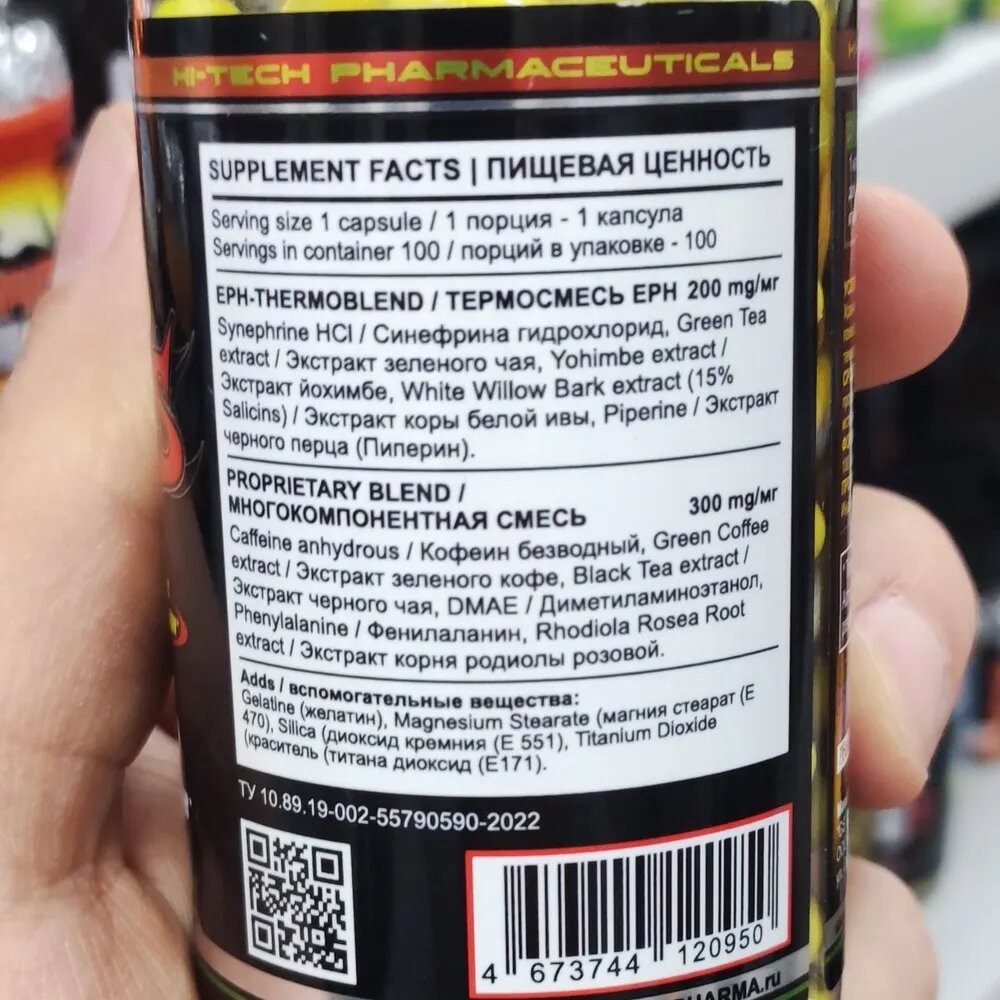 HI-TECH PHARMACEUTICALS
SUPPLEMENT FACTS | ПИЩЕВАЯ ЦЕННОСТЬ
Serving size 1 capsule / 1 порция - 1 капсула
Servings in container 100 / порций в упаковке - 100
EPH-THERMOBLEND / ТЕРМОСМЕСЬ EPH 200 mg/мг
Synephrine HCl / Синефрина гидрохлорид, Green Tea
extract / Экстракт зеленого чая, Yohimbe extract /
Экстракт йохимбе, White Willow Bark extract (15%
Salicins) / Экстракт коры белой ивы, Piperine / Экстракт
черного перца (Пиперин).
PROPRIETARY BLEND /
МНОГОКОМПОНЕНТНАЯ СМЕСЬ 300 mg/мг
Caffeine anhydrous / Кофеин безводный, Green Coffee
extract / Экстракт зеленого кофе, Black Tea extract /
Экстракт черного чая, DMAE / Диметиламиноэтанол,
Phenylalanine / Фенилаланин, Rhodiola Rosea Root
extract / Экстракт корня родиолы розовой.
Adds / вспомогательные вещества:
Gelatine (желатин), Magnesium Stearate (магния стеарат (E
470), Silica (диоксид кремния (E 551), Titanium Dioxide
(краситель (титана диоксид (E171).
ТУ 10.89.19-002-55790590-2022
4 673744 120950